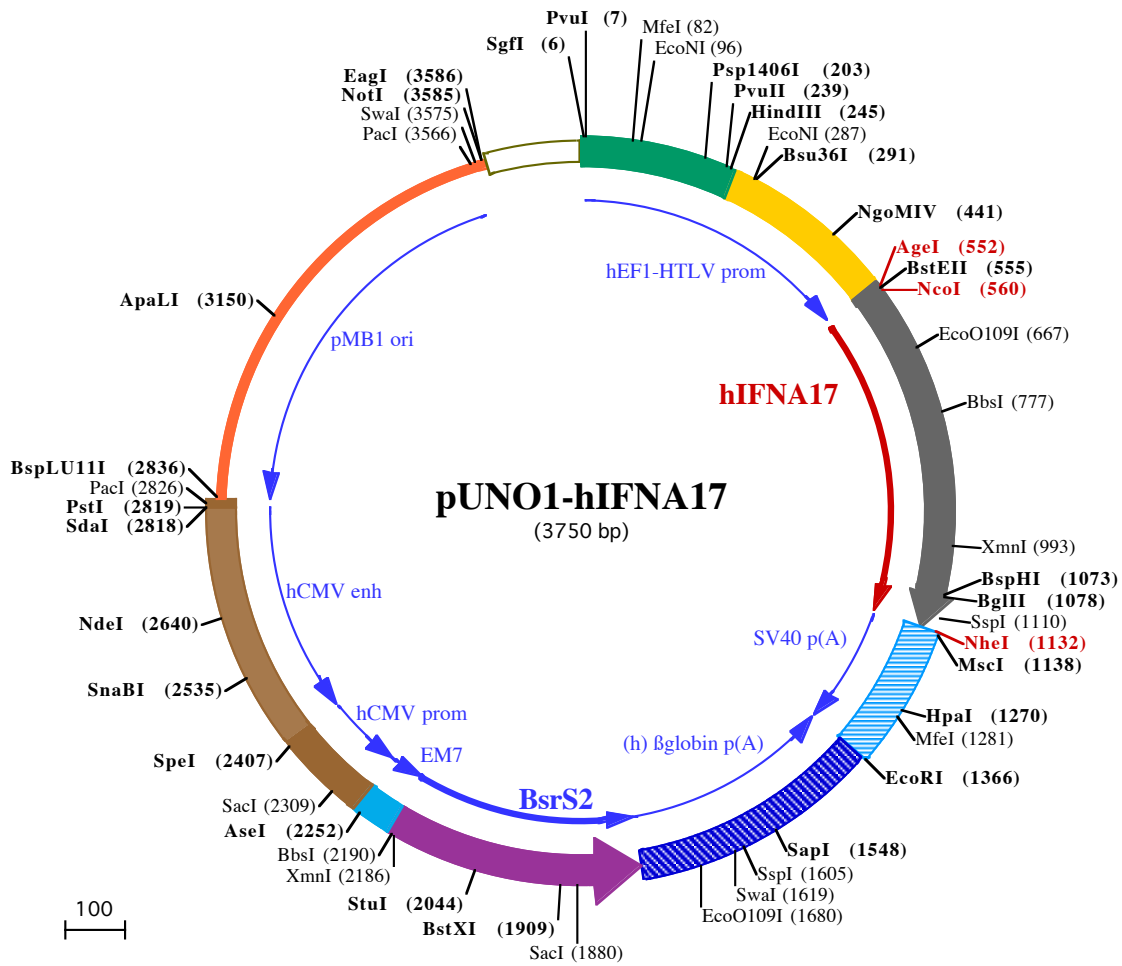 PvuI (7)
SgfI (6)
MfeI (82)
EcoNI (96)
Psp1406I (203)
PvuII (239)
HindIII (245)
EcoNI (287)
Bsu36I (291)
NgoMIV (441)
AgeI (552)
BstEII (555)
NcoI (560)
EcoO109I (667)
BbsI (777)
XmnI (993)
BspHI (1073)
BglII (1078)
SspI (1110)
NheI (1132)
MscI (1138)
HpaI (1270)
MfeI (1281)
EcoRI (1366)
SapI (1548)
SspI (1605)
SwaI (1619)
EcoO109I (1680)
SacI (1880)
BstXI (1909)
StuI (2044)
XmnI (2186)
BbsI (2190)
AseI (2252)
SacI (2309)
SpeI (2407)
SnaBI (2535)
NdeI (2640)
SdaI (2818)
PstI (2819)
PacI (2826)
BspLU11I (2836)
ApaLI (3150)
PacI (3566)
SwaI (3575)
NotI (3585)
EagI (3586)
hEF1-HTLV prom
hIFNA17
SV40 p(A)
(h) ßglobin p(A)
BsrS2
EM7
hCMV prom
hCMV enh
pMB1 ori
pUNO1-hIFNA17
(3750 bp)
100